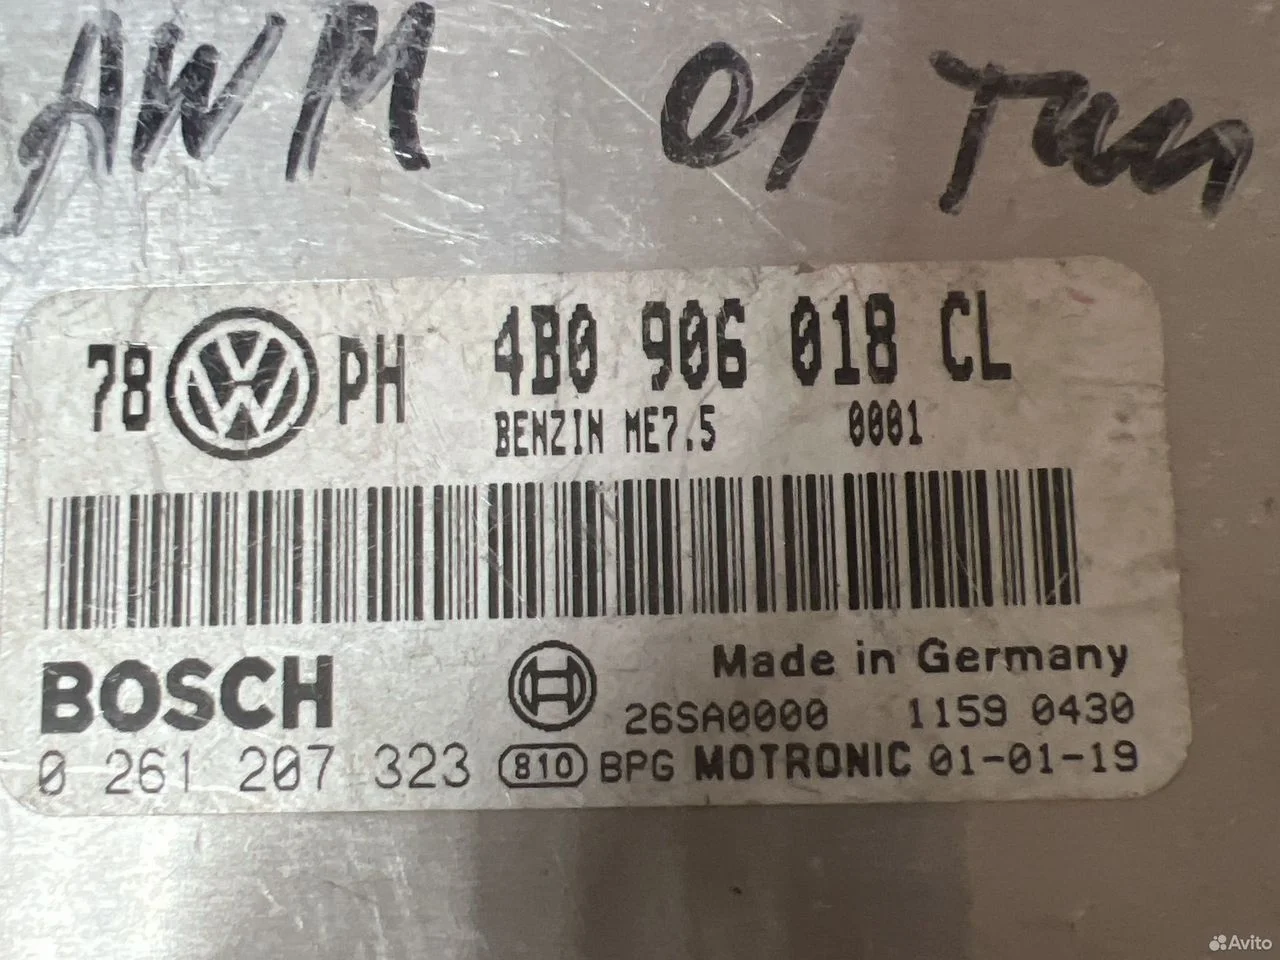 AWM 01 Тип
78 PH 4B0 906 018 CL
BENZIN ME7.5 0001
BOSCH Made in Germany
26SA0000 1159 0430
0 261 207 323 810 BPG MOTRONIC 01-01-19
Avito